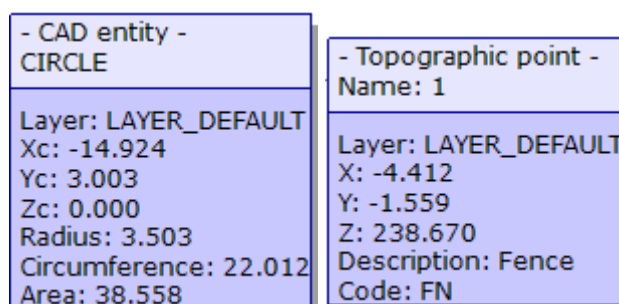 - CAD entity -
CIRCLE
Layer: LAYER_DEFAULT
Xc: -14.924
Yc: 3.003
Zc: 0.000
Radius: 3.503
Circumference: 22.012
Area: 38.558
- Topographic point -
Name: 1
Layer: LAYER_DEFAULT
X: -4.412
Y: -1.559
Z: 238.670
Description: Fence
Code: FN